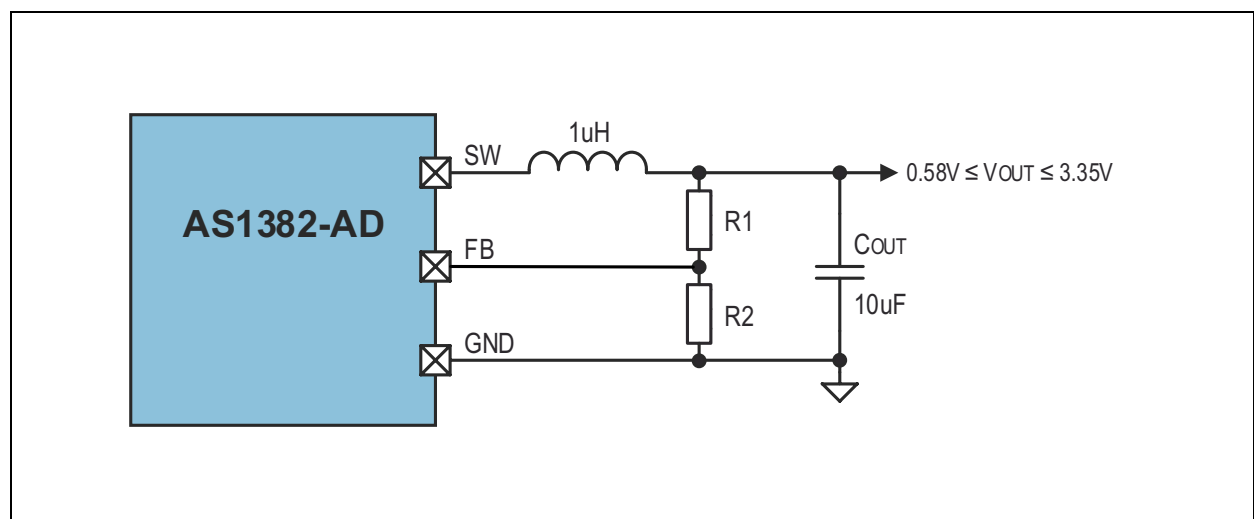 1uH
SW
0.58V ≤ VOUT ≤ 3.35V
R1
AS1382-AD
COUT
FB
10uF
R2
GND